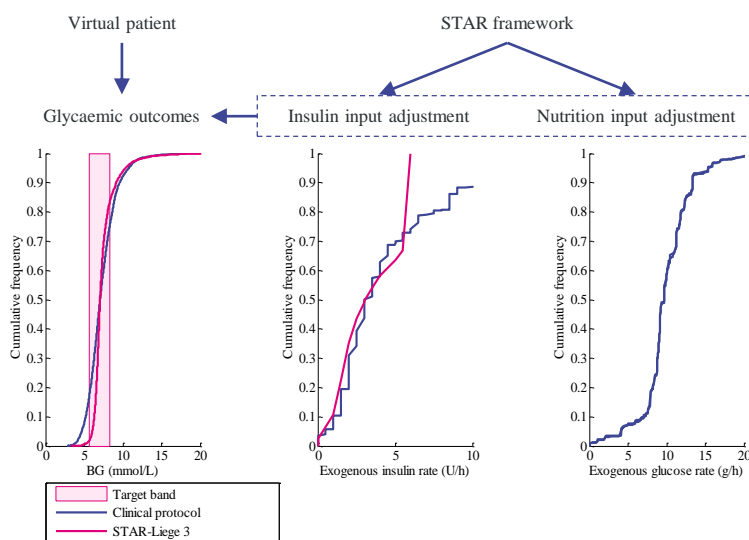 Virtual patient
STAR framework
Glycaemic outcomes
Insulin input adjustment
Nutrition input adjustment
1
0.9
0.8
0.7
0.6
0.5
0.4
0.3
0.2
0.1
0
Cumulative frequency
0 5 10 15 20
BG (mmol/L)
1
0.9
0.8
0.7
0.6
0.5
0.4
0.3
0.2
0.1
0
Cumulative frequency
0 5 10
Exogenous insulin rate (U/h)
1
0.9
0.8
0.7
0.6
0.5
0.4
0.3
0.2
0.1
0
Cumulative frequency
0 5 10 15 20
Exogenous glucose rate (g/h)
Target band
Clinical protocol
STAR-Liege 3